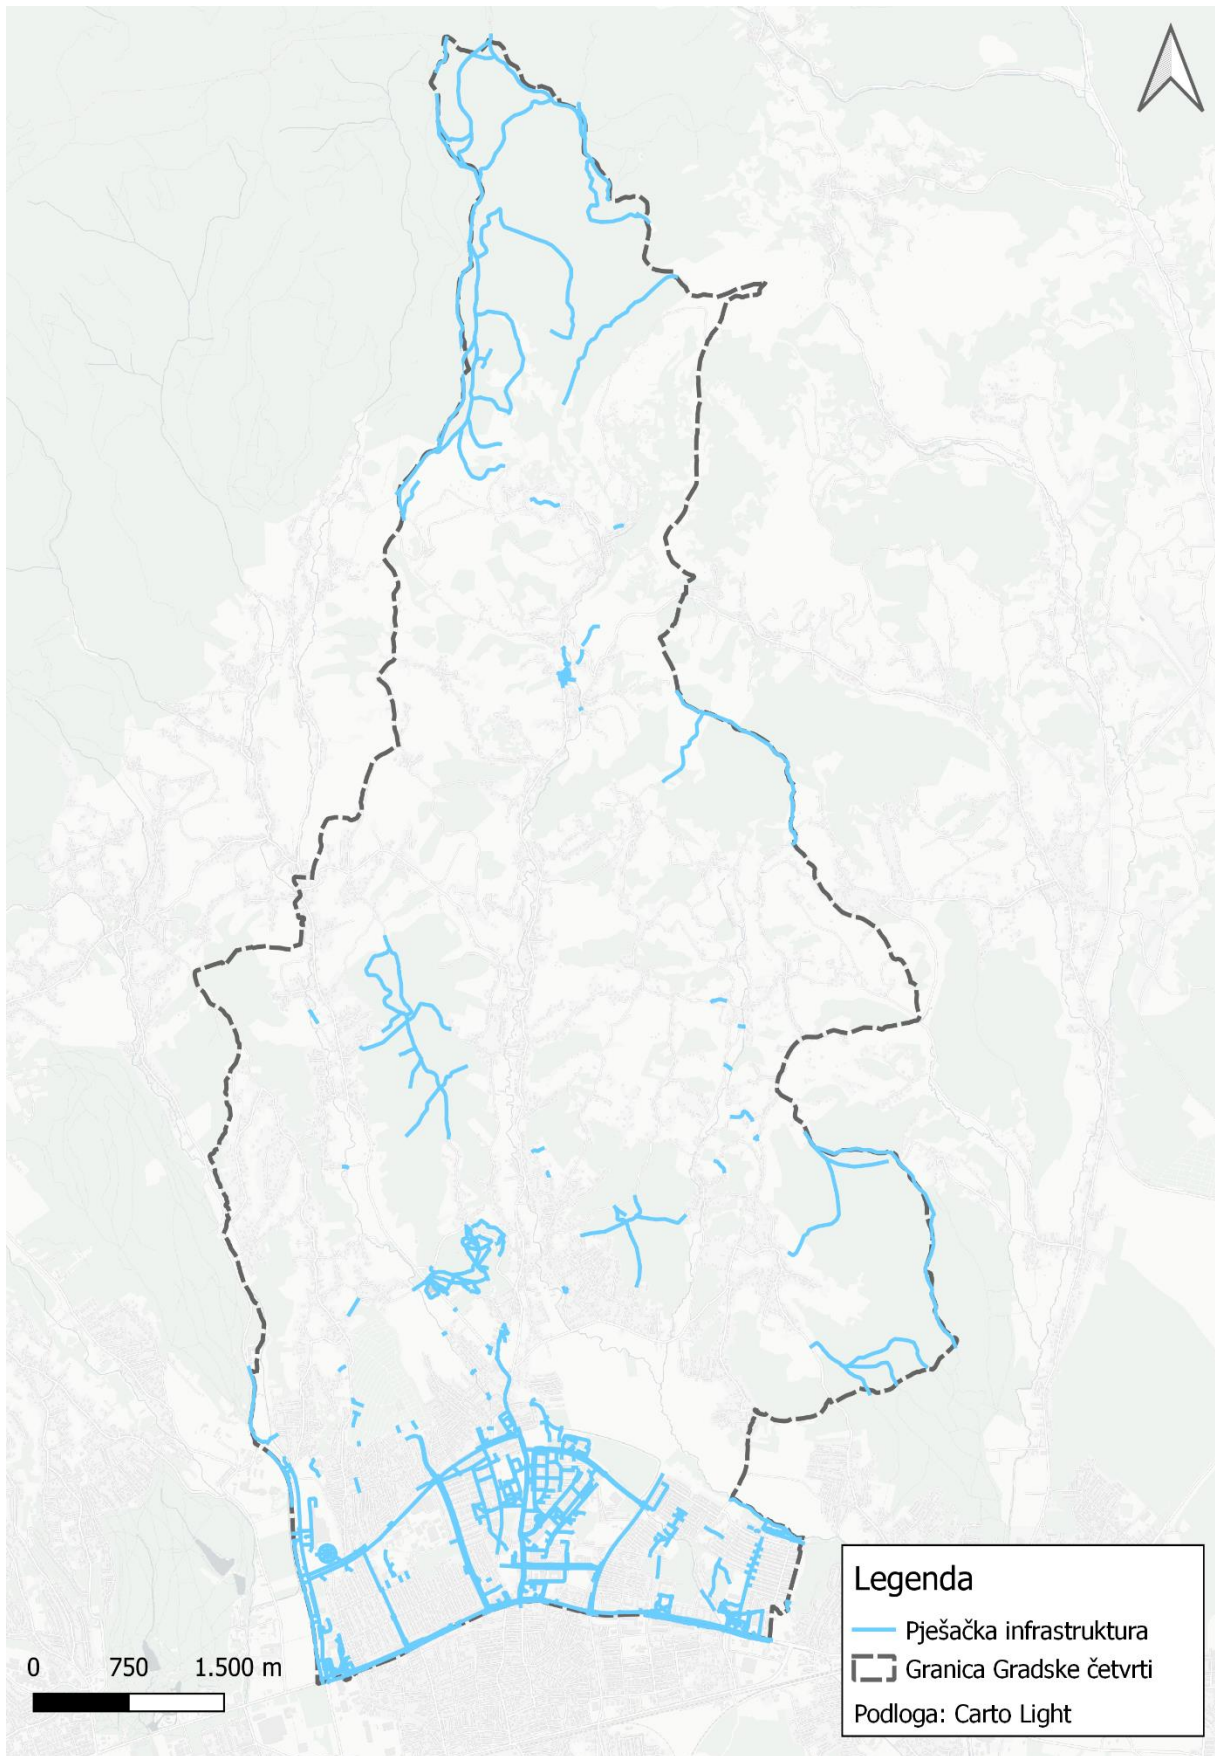 0 750 1.500 m
Legenda
Pješačka infrastruktura
Granica Gradske četvrti
Podloga: Carto Light